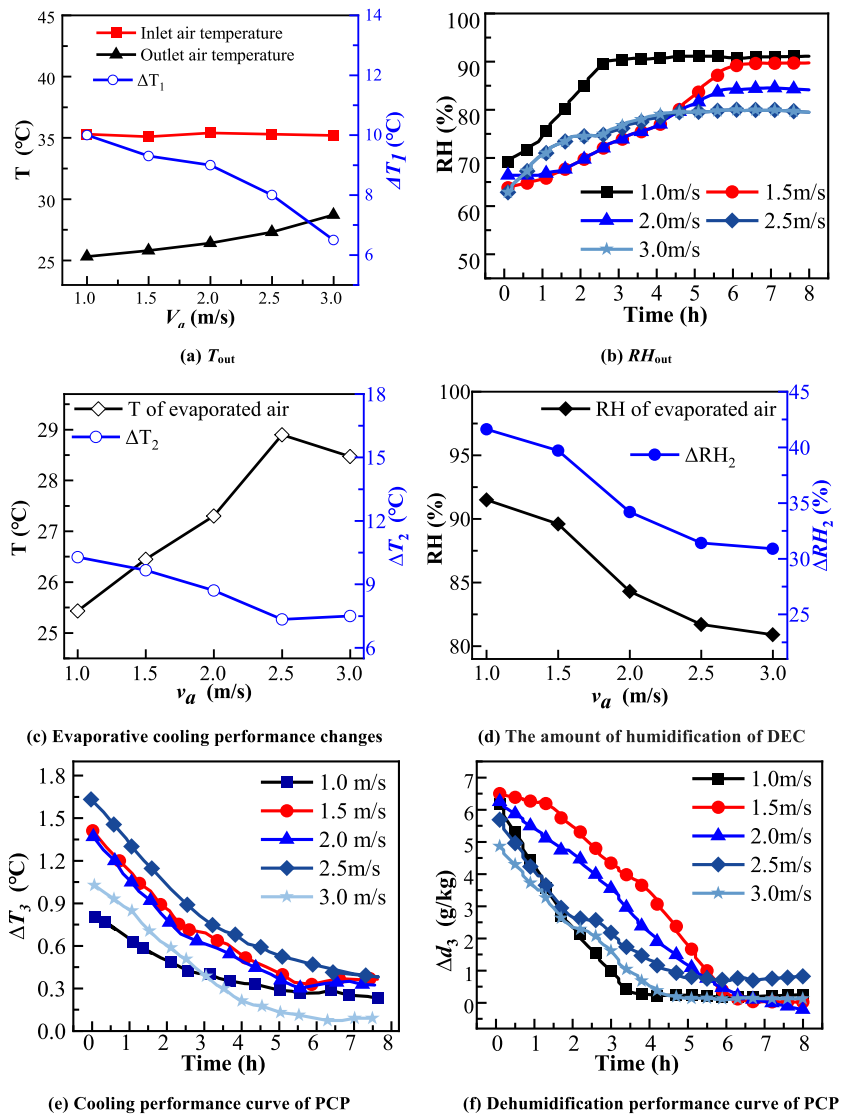 45
40
35
30
25
T (℃)
Inlet air temperature
Outlet air temperature
ΔT1
14
12
10
8
6
ΔT1 (℃)
1.0 1.5 2.0 2.5 3.0
Va (m/s)
(a) Tout
100
90
80
70
60
50
RH (%)
1.0m/s 1.5m/s
2.0m/s 2.5m/s
3.0m/s
0 1 2 3 4 5 6 7 8
Time (h)
(b) RHout
29
28
27
26
25
T (℃)
T of evaporated air
ΔT2
18
15
12
9
6
ΔT2 (℃)
1.0 1.5 2.0 2.5 3.0
va (m/s)
(c) Evaporative cooling performance changes
100
95
90
85
80
RH (%)
RH of evaporated air
ΔRH2
45
40
35
30
25
ΔRH2 (%)
1.0 1.5 2.0 2.5 3.0
va (m/s)
(d) The amount of humidification of DEC
1.8
1.5
1.2
0.9
0.6
0.3
0.0
ΔT3 (℃)
1.0 m/s
1.5 m/s
2.0 m/s
2.5m/s
3.0 m/s
0 1 2 3 4 5 6 7 8
Time (h)
(e) Cooling performance curve of PCP
7
6
5
4
3
2
1
0
Δd3 (g/kg)
1.0m/s
1.5m/s
2.0m/s
2.5m/s
3.0m/s
0 1 2 3 4 5 6 7 8
Time (h)
(f) Dehumidification performance curve of PCP